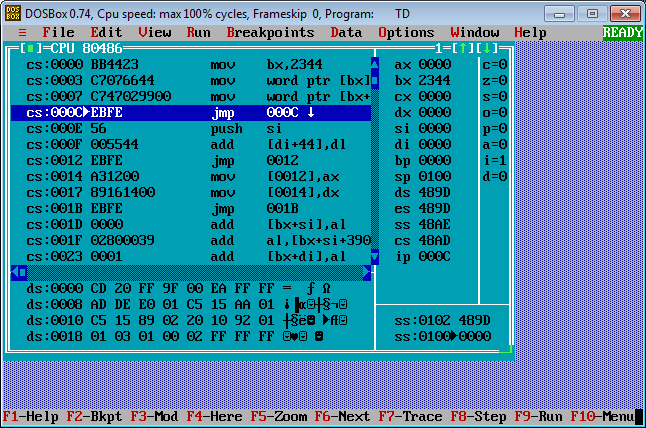 DOSBox 0.74, Cpu speed: max 100% cycles, Frameskip 0, Program: TD
≡ File Edit View Run Breakpoints Data Options Window Help READY
[■]=CPU 80486 1=[↑][↓]
cs:0000 BB4423 mov bx,2344 ax 0000 c=0
cs:0003 C7076644 mov word ptr [bx] bx 2344 z=0
cs:0007 C747029900 mov word ptr [bx+ cx 0000 s=0
cs:000C▶EBFE jmp 000C ↓ dx 0000 o=0
cs:000E 56 push si si 0000 p=0
cs:000F 005544 add [di+44],dl di 0000 a=0
cs:0012 EBFE jmp 0012 bp 0000 i=1
cs:0014 A31200 mov [0012],ax sp 0100 d=0
cs:0017 89161400 mov [0014],dx ds 489D
cs:001B EBFE jmp 001B es 489D
cs:001D 0000 add [bx+si],al ss 48AE
cs:001F 02800039 add al,[bx+si+390 cs 48AD
cs:0023 0001 add [bx+di],al ip 000C
ds:0000 CD 20 FF 9F 00 EA FF FF = ƒ Ω
ds:0008 AD DE E0 01 C5 15 AA 01 ¡▐α☺┼§¬☺
ds:0010 C5 15 89 02 20 10 92 01 ┼§ë☻ ►Æ☺ ss:0102 489D
ds:0018 01 03 01 00 02 FF FF FF ☺♥☺ ☻ ss:0100▶0000
F1-Help F2-Bkpt F3-Mod F4-Here F5-Zoom F6-Next F7-Trace F8-Step F9-Run F10-Menu